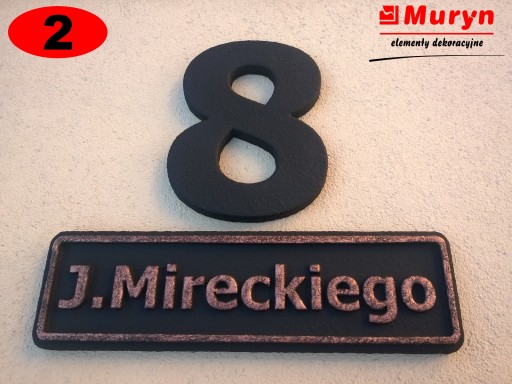 2
Muryn
elementy dekoracyjne
8
J.Mireckiego